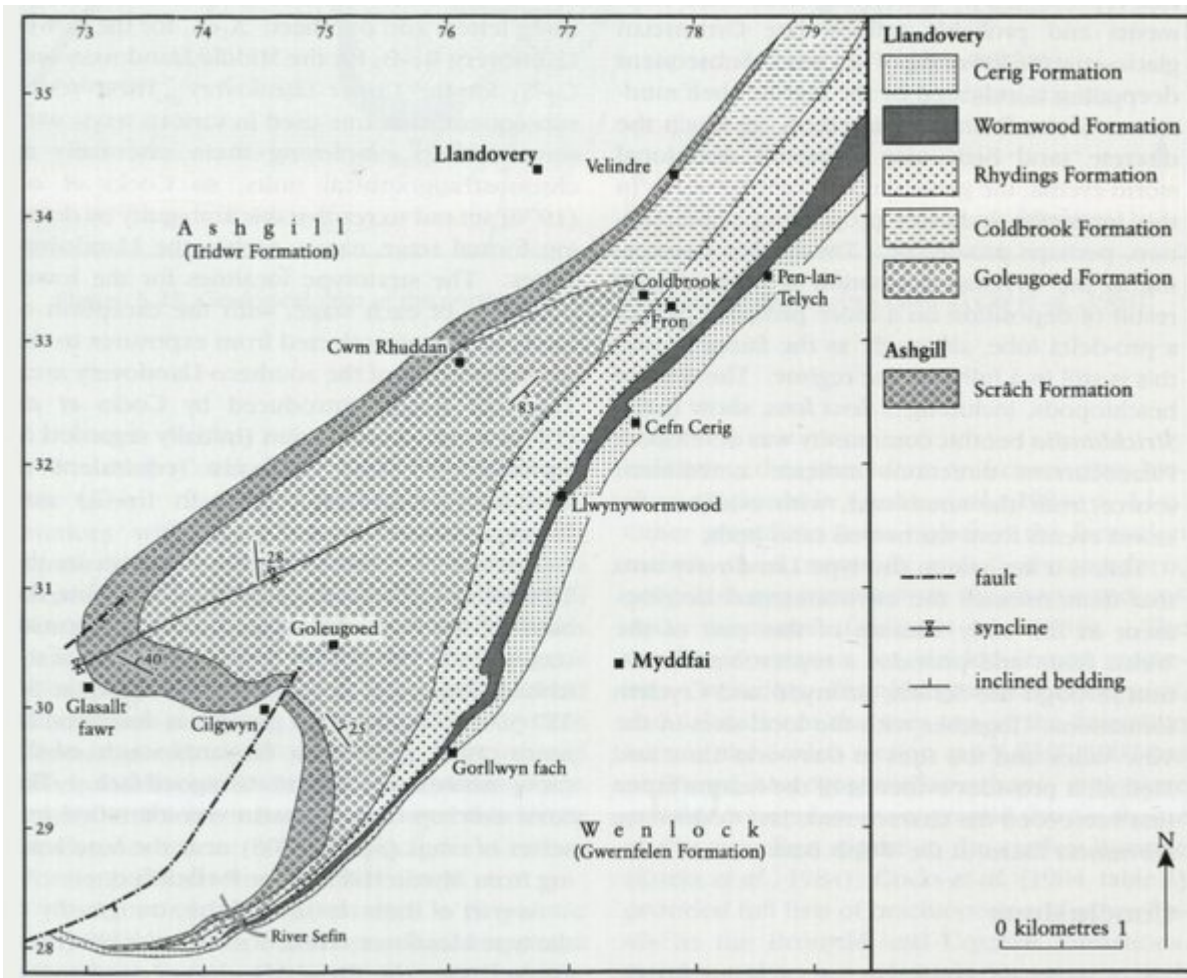 73 74 75 76 77 78 79
35
34
33
32
31
30
29
28
Llandovery
Velindre
Ashgill
(Tridwr Formation)
Coldbrook
Pen-lan-
Telych
Fron
Cwm Rhuddan
83
Cefn Cerig
Llwynywormwood
28
Goleugoed
40
Myddfai
Glasallt
fawr
Cilgwyn
25
Gorllwyn fach
Wenlock
(Gwernfelen Formation)
River Sefin
Llandovery
Cerig Formation
Wormwood Formation
Rhydings Formation
Coldbrook Formation
Goleugoed Formation
Ashgill
Scrâch Formation
fault
syncline
inclined bedding
N
0 kilometres 1